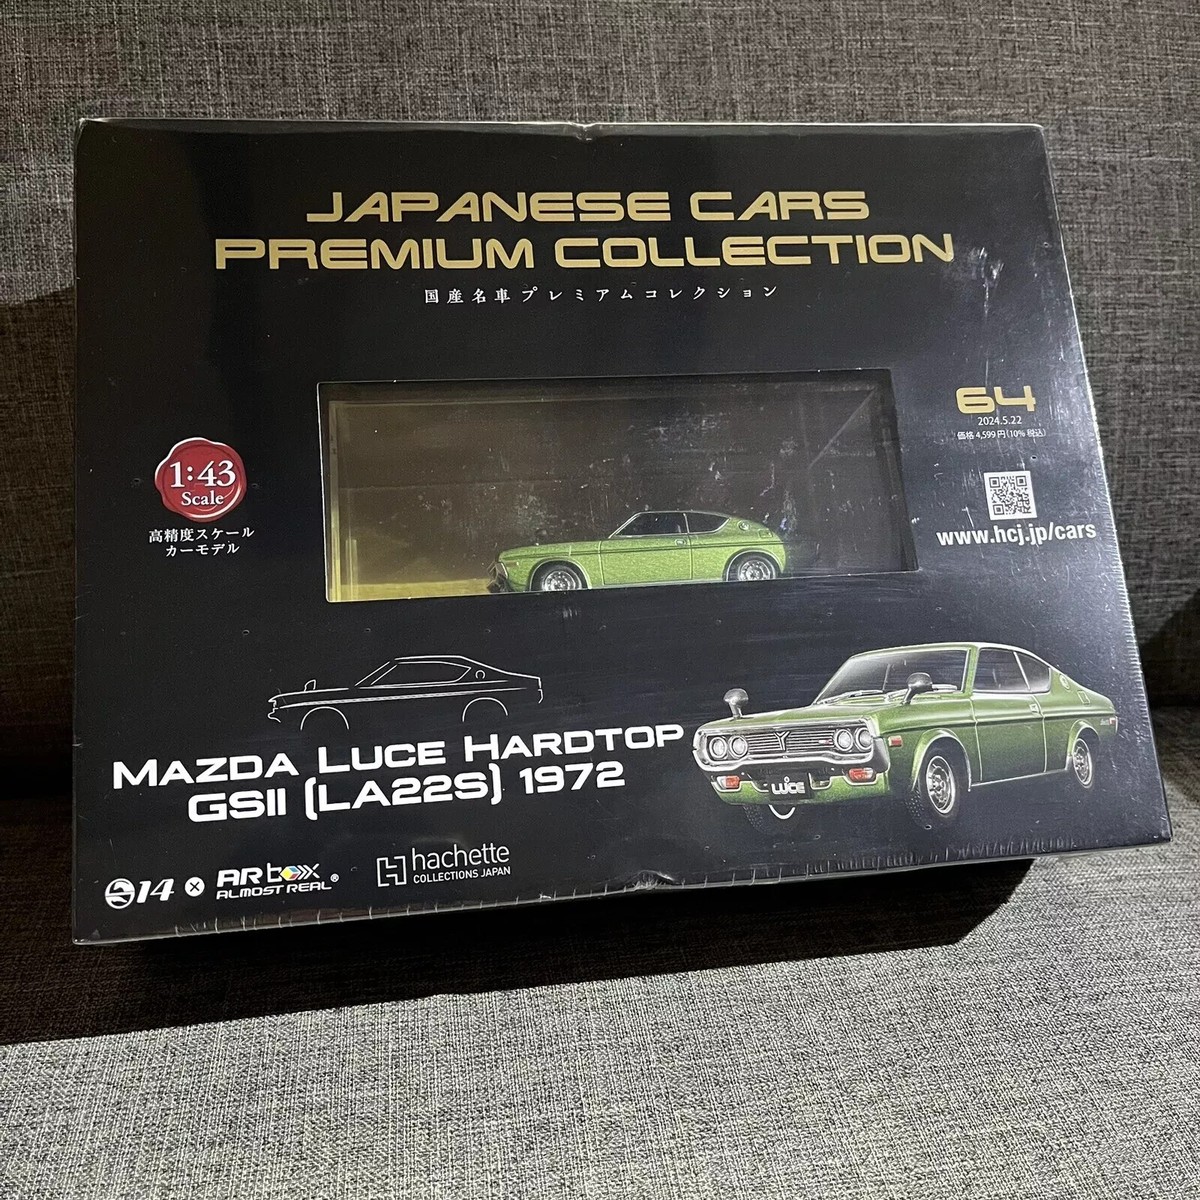 JAPANESE CARS
PREMIUM COLLECTION
国産名車プレミアムコレクション
64
2024.5.22
価格 4,599円(10%税込)
www.hcj.jp/cars
1:43
Scale
高精度スケール
カーモデル
MAZDA LUCE HARDTOP
GSII (LA22S) 1972
LUCE
14 × ARbox®
ALMOST REAL
hachette
COLLECTIONS JAPAN